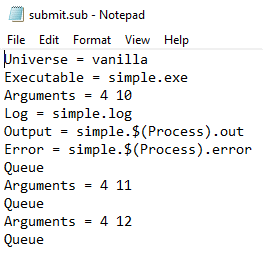 submit.sub - Notepad
File Edit Format View Help
Universe = vanilla
Executable = simple.exe
Arguments = 4 10
Log = simple.log
Output = simple.$(Process).out
Error = simple.$(Process).error
Queue
Arguments = 4 11
Queue
Arguments = 4 12
Queue